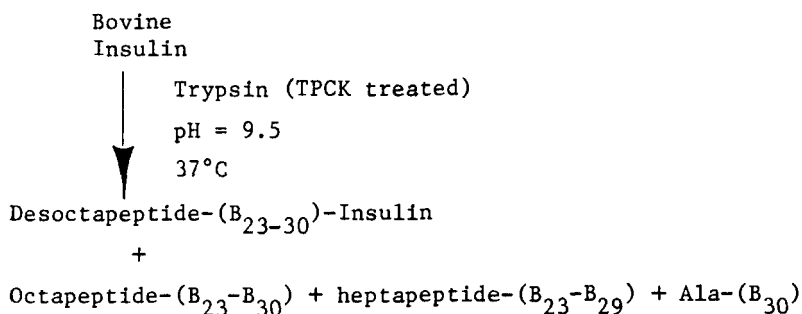 Bovine
Insulin
Trypsin (TPCK treated)
pH = 9.5
37°C
Desoctapeptide-(B23-30)-Insulin
+
Octapeptide-(B23-B30) + heptapeptide-(B23-B29) + Ala-(B30)